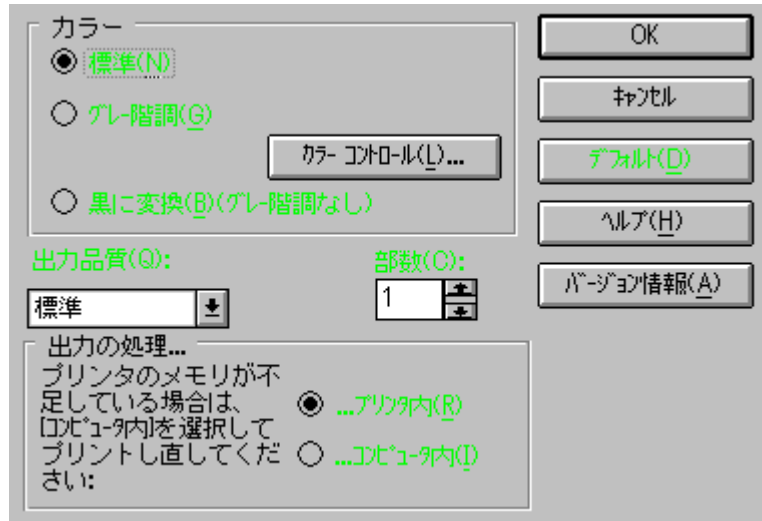 カラー
標準(N)
グレー階調(G)
カラー コントロール(L)...
黒に変換(B)(グレー階調なし)
OK
キャンセル
デフォルト(D)
ヘルプ(H)
バージョン情報(A)
出力品質(Q):
標準
部数(C):
1
出力の処理...
プリンタのメモリが不
足している場合は、
[コンピュータ内]を選択して
プリントし直してくだ
さい:
...プリンタ内(R)
...コンピュータ内(I)